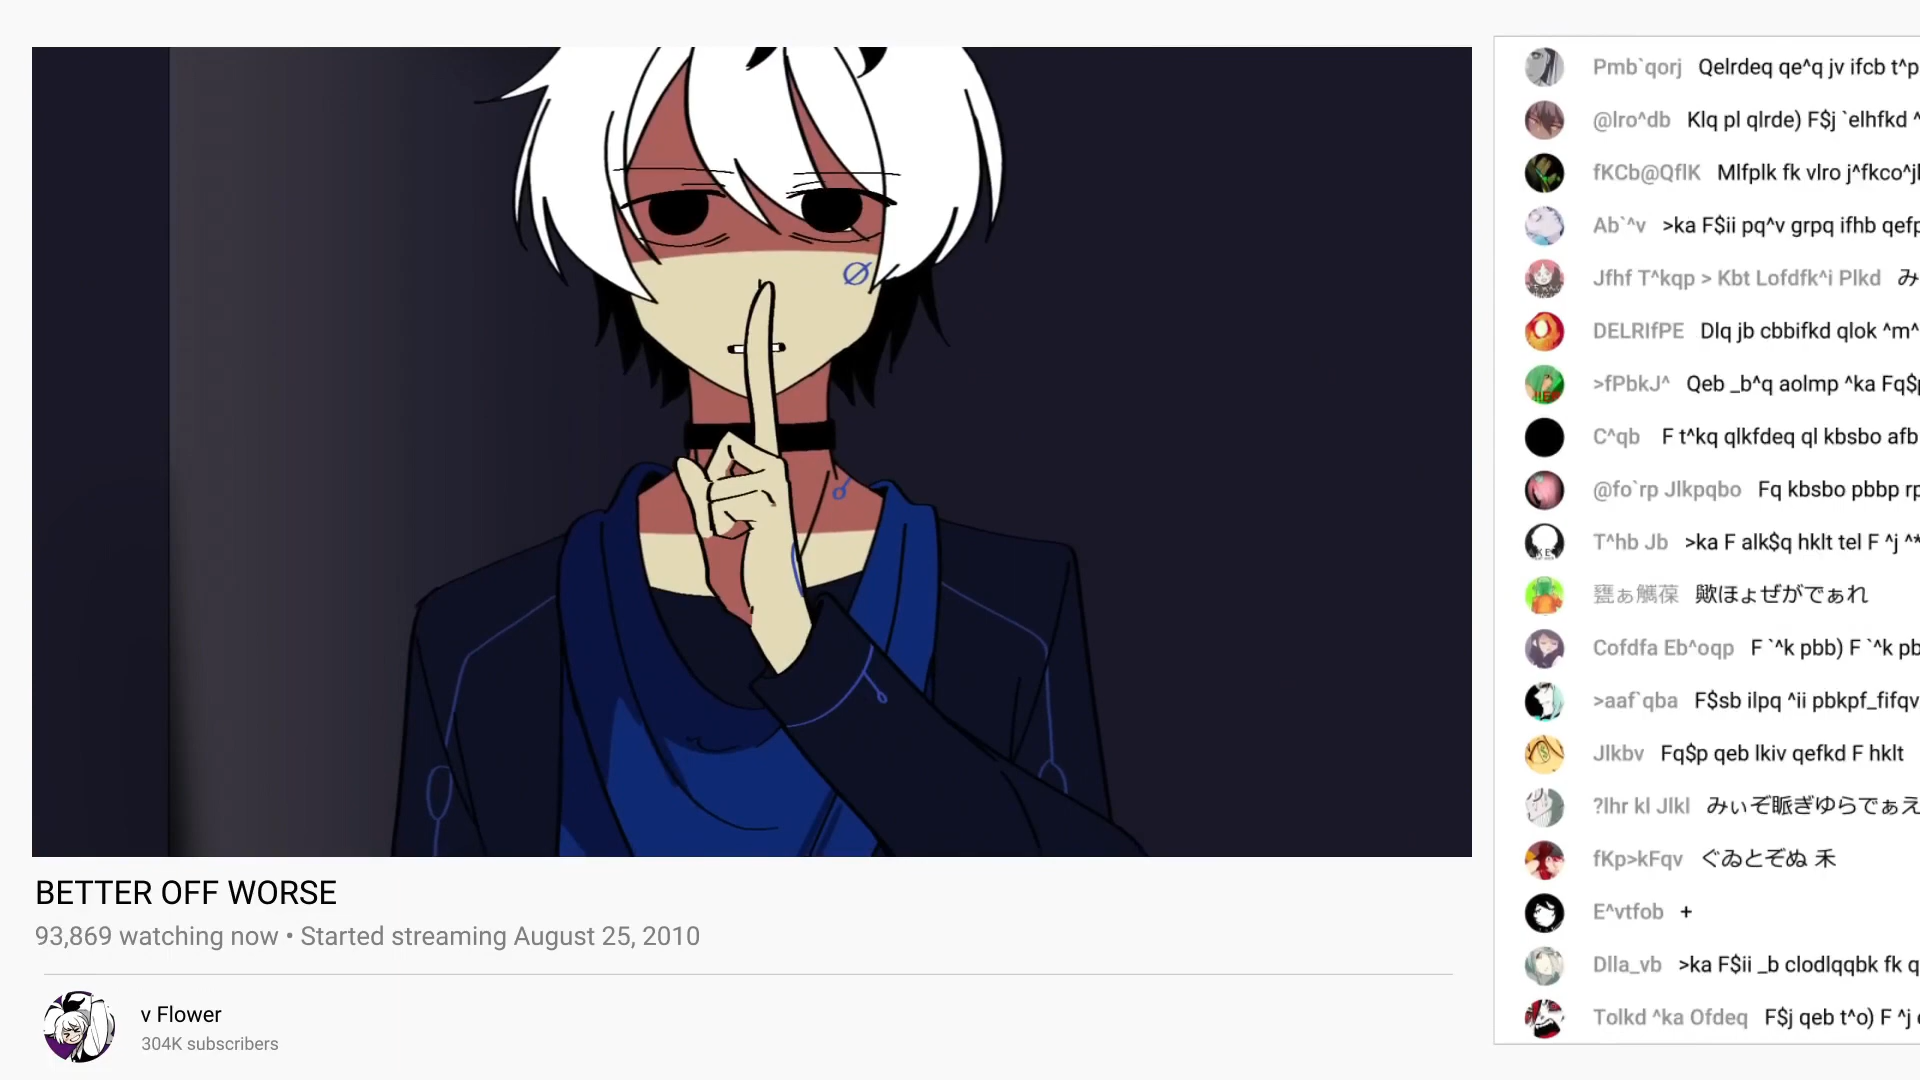 Pmb`qorj Qelrdeq qe^q jv ifcb t^p
@lro^db Klq pl qlrde) F$j `elhfkd ^
fKCb@QflK Mlfplk fk vlro j^fkco^j
Ab`^v >ka F$ii pq^v grpq ifhb qefp
Jfhf T^kqp > Kbt Lofdfk^i Plkd み
DELRIfPE Dlq jb cbbifkd qlok ^m^
>fPbkJ^ Qeb _b^q aolmp ^ka Fq$p
C^qb F t^kq qlkfdeq ql kbsbo afb
@fo`rp Jlkpqbo Fq kbsbo pbbp rp
T^hb Jb >ka F alk$q hklt tel F ^j ^*
甕ぁ觿葆 歟ほょぜがでぁれ
Cofdfa Eb^oqp F `^k pbb) F `^k pb
>aaf`qba F$sb ilpq ^ii pbkpf_fifqv
Jlkbv Fq$p qeb lkiv qefkd F hklt
?lhr kl Jlkl みぃぞ眽ぎゆらでぁえ
fKp>kFqv ぐゐとぞぬ 禾
E^vtfob +
Dlla_vb >ka F$ii _b clodlqqbk fk q
Tolkd ^ka Ofdeq F$j qeb t^o) F ^j
Ø
BETTER OFF WORSE
93,869 watching now • Started streaming August 25, 2010
v Flower
304K subscribers